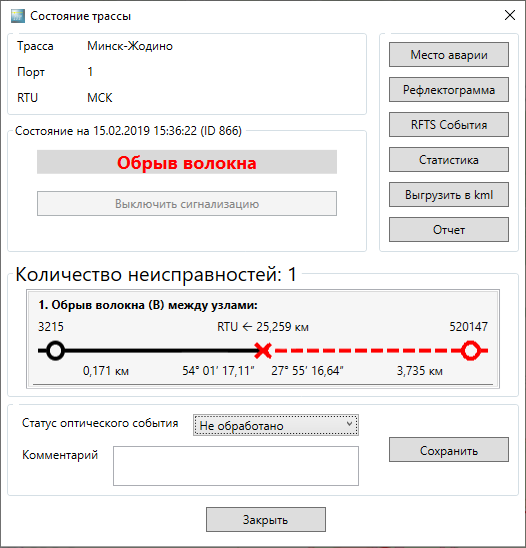 Состояние трассы
Трасса Минск-Жодино
Порт 1
RTU МСК
Место аварии
Рефлектограмма
RFTS События
Статистика
Выгрузить в kml
Отчет
Состояние на 15.02.2019 15:36:22 (ID 866)
Обрыв волокна
Выключить сигнализацию
Количество неисправностей: 1
1. Обрыв волокна (B) между узлами:
3215 RTU ← 25,259 км 520147
0,171 км 54° 01′ 17,11″ 27° 55′ 16,64″ 3,735 км
Статус оптического события Не обработано
Комментарий
Сохранить
Закрыть